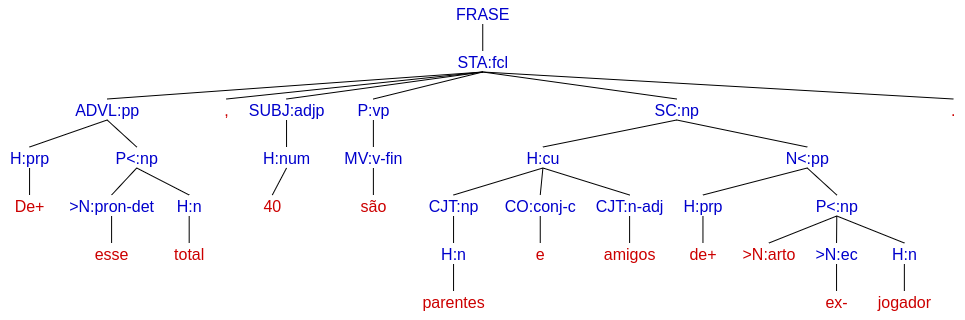 FRASE
STA:fcl
ADVL:pp , SUBJ:adjp P:vp SC:np .
H:prp P<:np H:num MV:v-fin H:cu N<:pp
De+ >N:pron-det H:n 40 são CJT:np CO:conj-c CJT:n-adj H:prp P<:np
esse total H:n e amigos de+ >N:arto >N:ec H:n
parentes ex- jogador